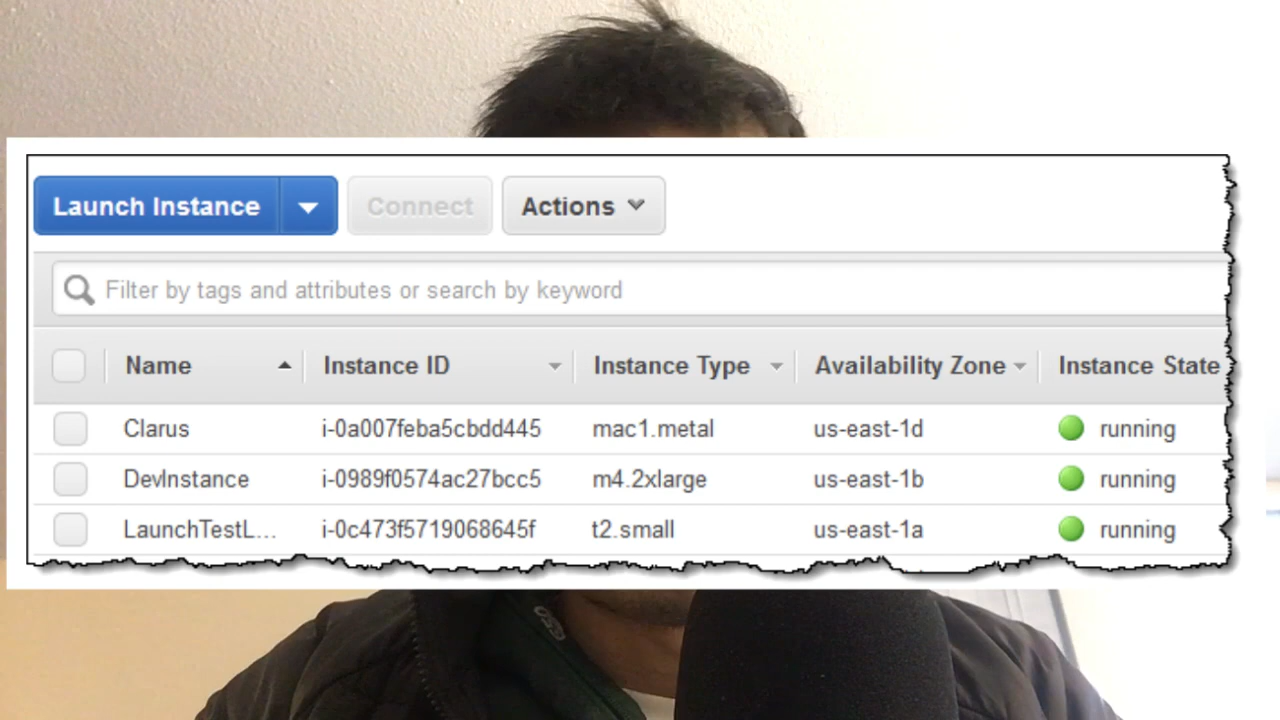 Launch Instance Connect Actions
Filter by tags and attributes or search by keyword
Name Instance ID Instance Type Availability Zone Instance State
Clarus i-0a007feba5cbdd445 mac1.metal us-east-1d running
DevInstance i-0989f0574ac27bcc5 m4.2xlarge us-east-1b running
LaunchTestL... i-0c473f5719068645f t2.small us-east-1a running